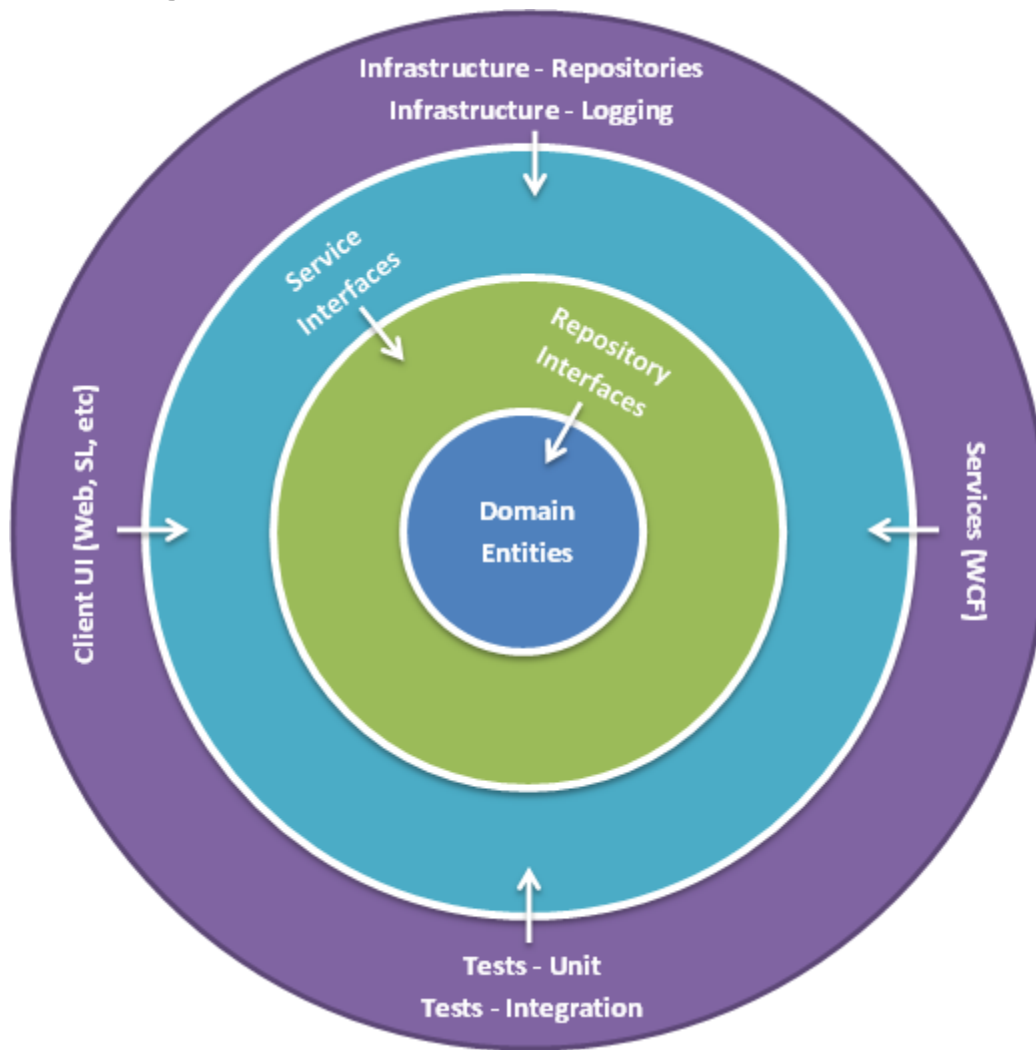 Infrastructure - Repositories
Infrastructure - Logging
Service
Interfaces
Repository
Interfaces
Client UI (Web, SL, etc)
Domain
Entities
Services (WCF)
Tests - Unit
Tests - Integration